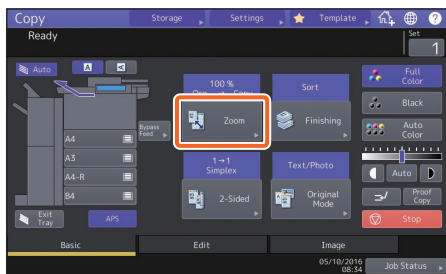 Copy Storage Settings Template
Ready Set
1
Auto A
100 %
Sort
Full
Color
Zoom
Finishing
Black
Bypass
Feed
Auto
Color
A4
A3
A4-R
B4
1→1
Simplex
Text/Photo
Auto
2-Sided
Original
Mode
Proof
Copy
Exit
Tray
APS
Stop
Basic Edit Image
05/10/2016
08:34
Job Status